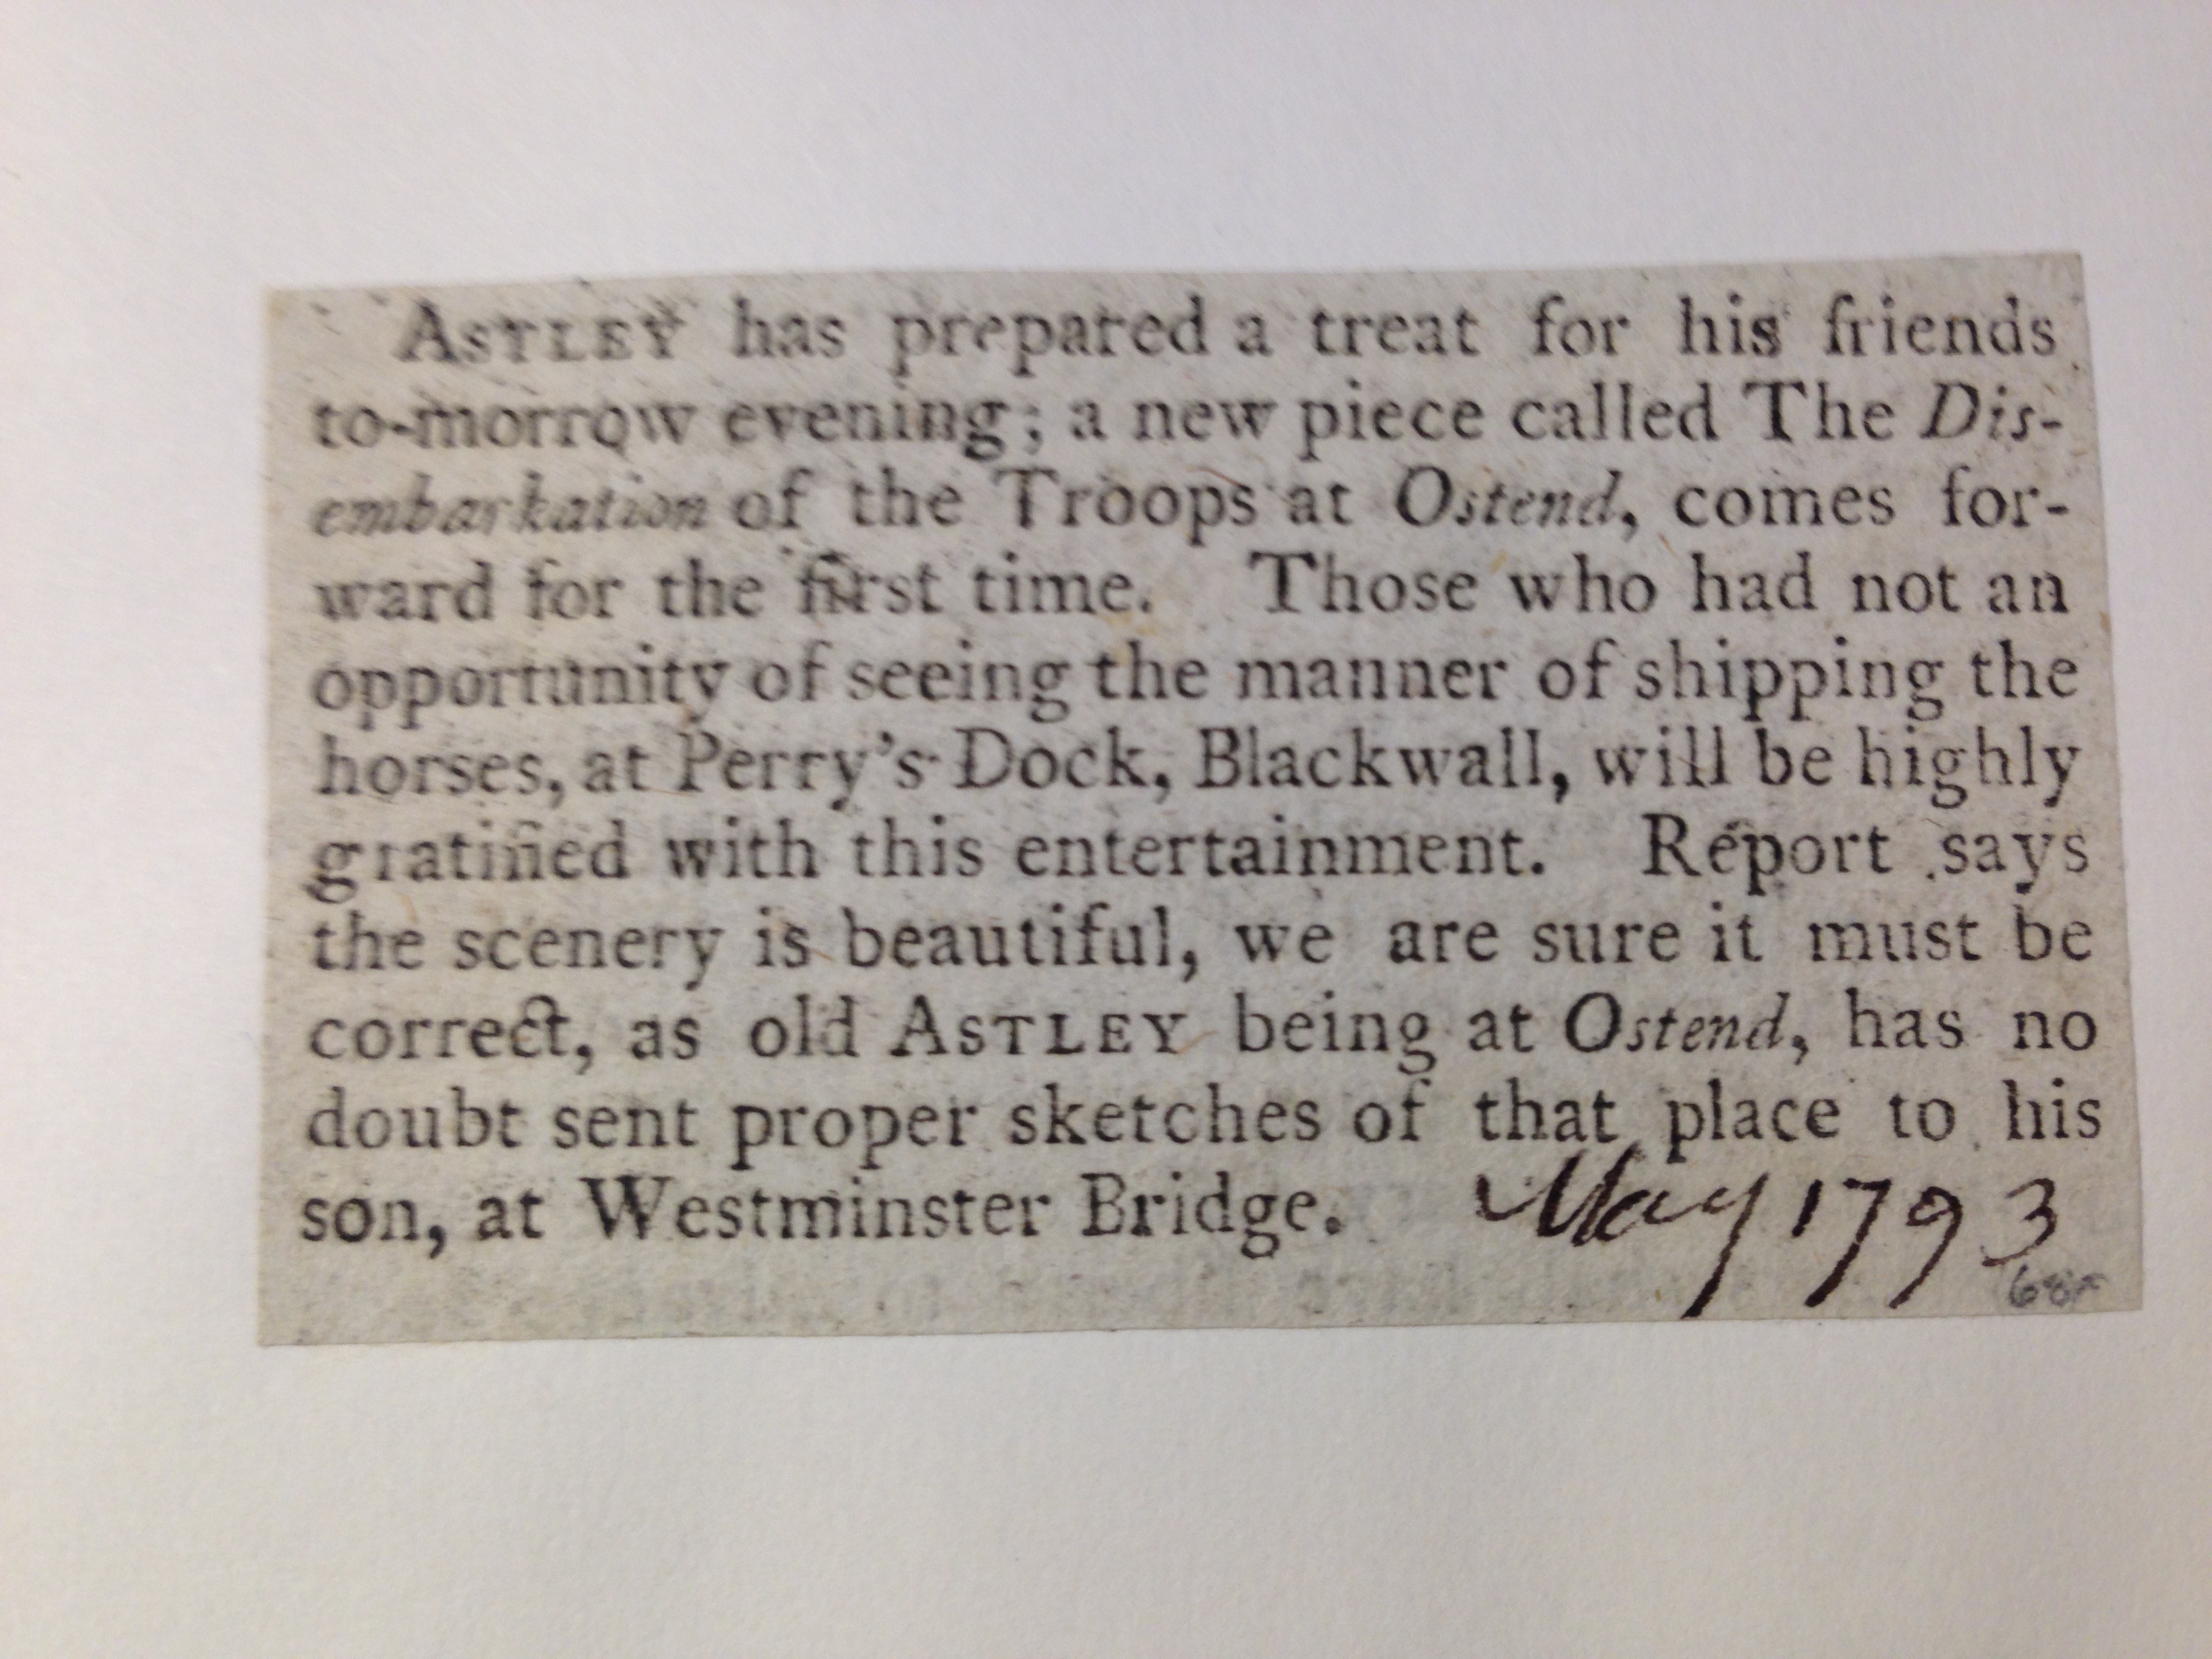 ASTLEY has prepared a treat for his friends
to-morrow evening; a new piece called The Dis-
embarkation of the Troops at Ostend, comes for-
ward for the first time. Those who had not an
opportunity of seeing the manner of shipping the
horses, at Perry's Dock, Blackwall, will be highly
gratified with this entertainment. Report says
the scenery is beautiful, we are sure it must be
correct, as old ASTLEY being at Ostend, has no
doubt sent proper sketches of that place to his
son, at Westminster Bridge. May 1793